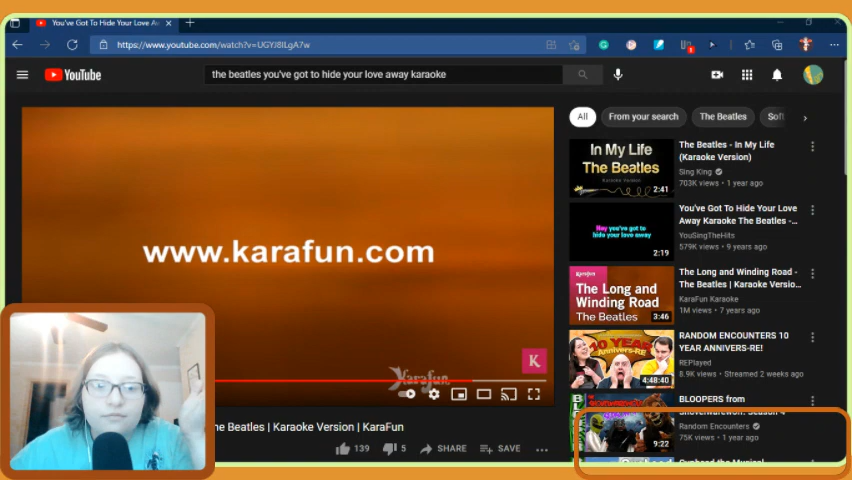 You've Got To Hide Your Love Aw
https://www.youtube.com/watch?v=UGYJ8ILgA7w
YouTube
the beatles you've got to hide your love away karaoke
All
From your search
The Beatles
Sof
www.karafun.com
K
Karafun
In My Life
The Beatles
Karaoke Version
2:41
The Beatles - In My Life
(Karaoke Version)
Sing King
703K views • 1 year ago
Hey you've got to
hide your love away
2:19
You've Got To Hide Your Love
Away Karaoke The Beatles -...
YouSingTheHits
579K views • 9 years ago
The Long and
Winding Road
The Beatles
3:46
The Long and Winding Road -
The Beatles | Karaoke Versio...
KaraFun Karaoke
1M views • 7 years ago
10 YEAR
4:48:40
RANDOM ENCOUNTERS 10
YEAR ANNIVERS-RE!
REPlayed
8.9K views • Streamed 2 weeks ago
9:22
BLOOPERS from
Random Encounters
75K views • 1 year ago
he Beatles | Karaoke Version | KaraFun
139
5
SHARE
SAVE